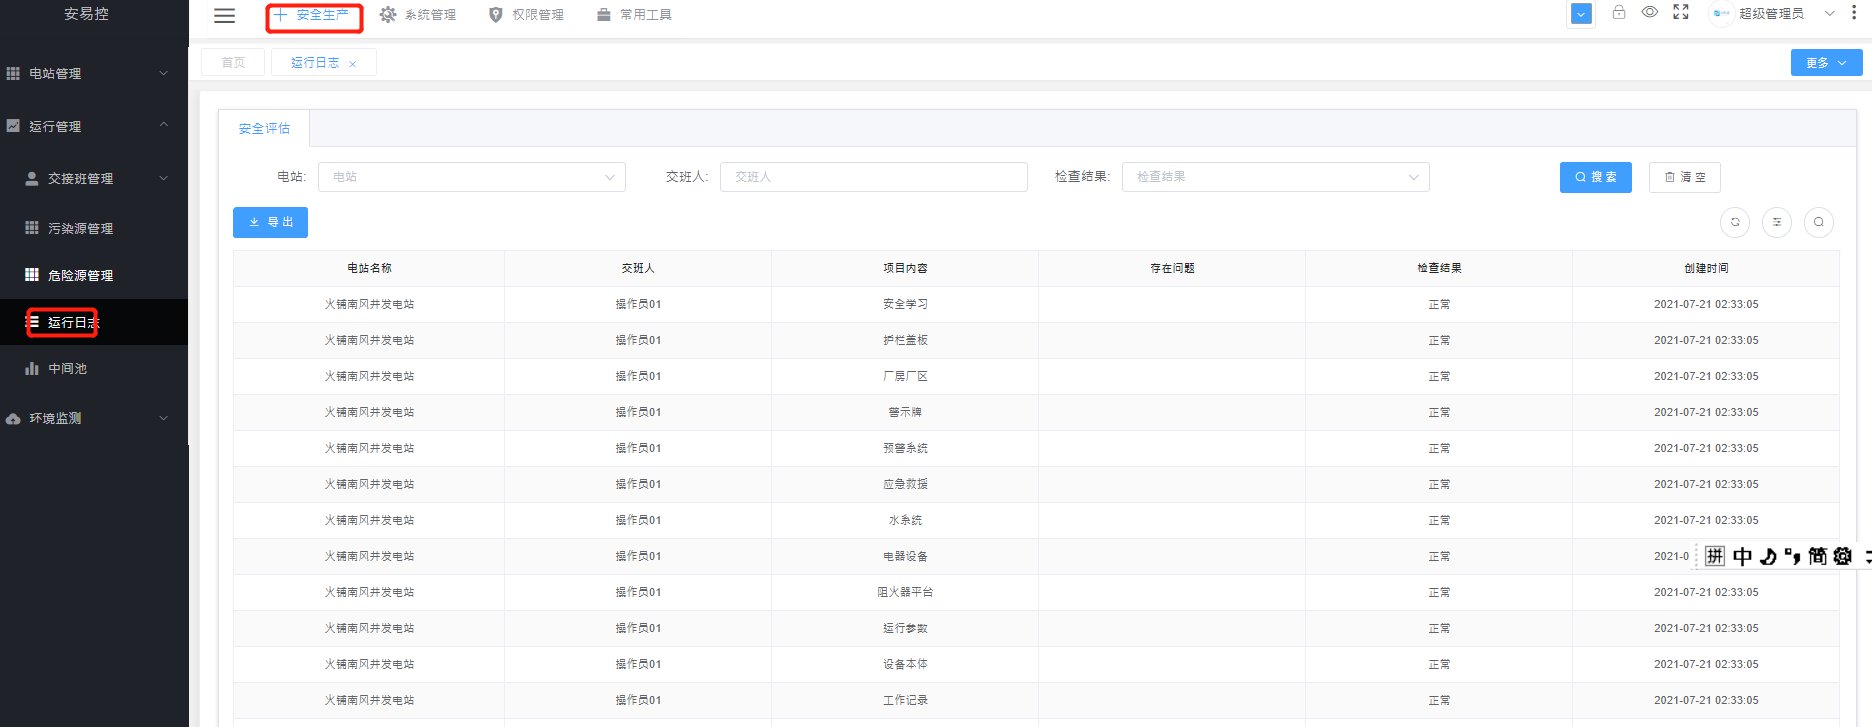 安易控
安全生产 系统管理 权限管理 常用工具 超级管理员
首页 运行日志 × 更多
电站管理
运行管理
交接班管理
污染源管理
危险源管理
运行日志
中间池
环境监测
安全评估
电站: 电站 交班人: 交班人 检查结果: 检查结果 搜 索 清 空
导 出
电站名称 交班人 项目内容 存在问题 检查结果 创建时间
火铺南风井发电站 操作员01 安全学习 正常 2021-07-21 02:33:05
火铺南风井发电站 操作员01 护栏盖板 正常 2021-07-21 02:33:05
火铺南风井发电站 操作员01 厂房厂区 正常 2021-07-21 02:33:05
火铺南风井发电站 操作员01 警示牌 正常 2021-07-21 02:33:05
火铺南风井发电站 操作员01 预警系统 正常 2021-07-21 02:33:05
火铺南风井发电站 操作员01 应急救援 正常 2021-07-21 02:33:05
火铺南风井发电站 操作员01 水系统 正常 2021-07-21 02:33:05
火铺南风井发电站 操作员01 电器设备 正常 2021-0
拼 中 简
火铺南风井发电站 操作员01 阻火器平台 正常 2021-07-21 02:33:05
火铺南风井发电站 操作员01 运行参数 正常 2021-07-21 02:33:05
火铺南风井发电站 操作员01 设备本体 正常 2021-07-21 02:33:05
火铺南风井发电站 操作员01 工作记录 正常 2021-07-21 02:33:05